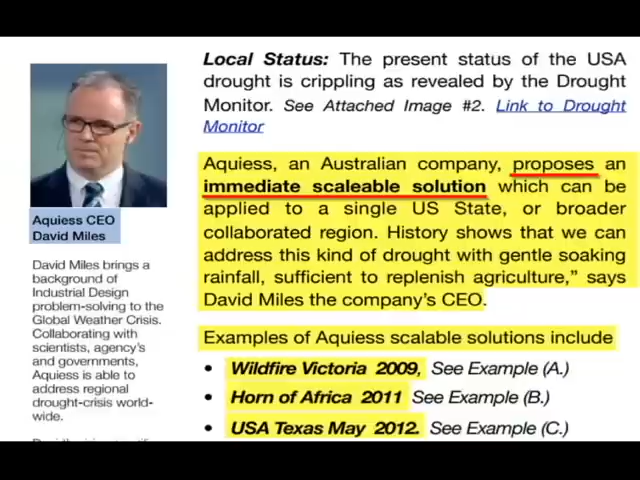 Local Status: The present status of the USA
drought is crippling as revealed by the Drought
Monitor. See Attached Image #2. Link to Drought
Monitor
Aquiess, an Australian company, proposes an
immediate scaleable solution which can be
applied to a single US State, or broader
collaborated region. History shows that we can
address this kind of drought with gentle soaking
rainfall, sufficient to replenish agriculture,” says
David Miles the company’s CEO.
Examples of Aquiess scalable solutions include
• Wildfire Victoria 2009, See Example (A.)
• Horn of Africa 2011 See Example (B.)
• USA Texas May 2012. See Example (C.)
Aquiess CEO
David Miles
David Miles brings a
background of
Industrial Design
problem-solving to the
Global Weather Crisis.
Collaborating with
scientists, agency's
and governments,
Aquiess is able to
address regional
drought-crisis world-
wide.